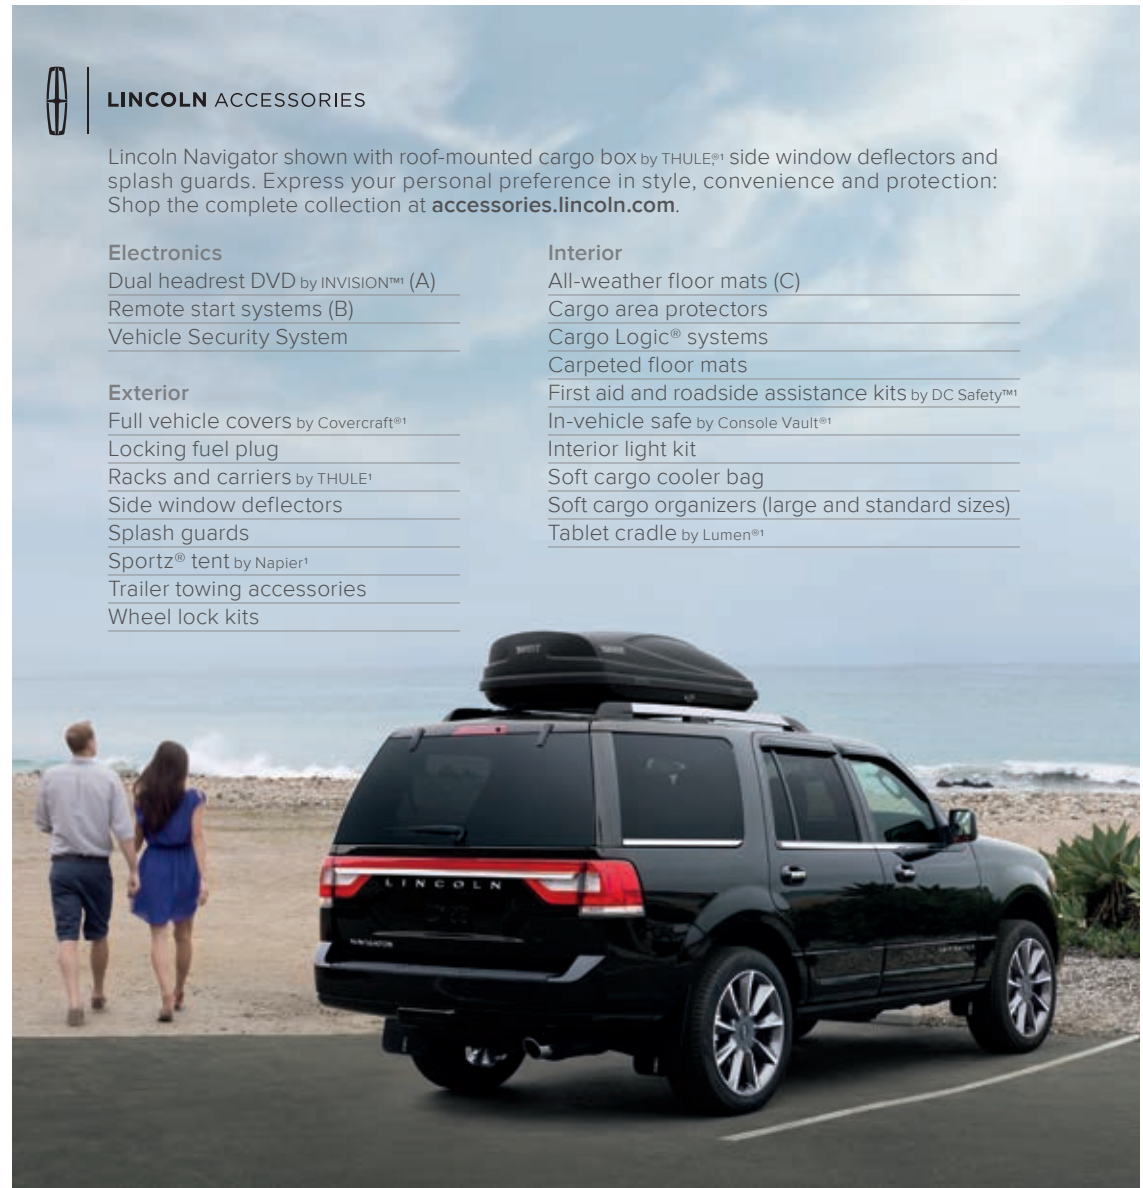 LINCOLN ACCESSORIES
Lincoln Navigator shown with roof-mounted cargo box by THULE,®¹ side window deflectors and
splash guards. Express your personal preference in style, convenience and protection:
Shop the complete collection at accessories.lincoln.com.
Electronics
Dual headrest DVD by INVISION™¹ (A)
Remote start systems (B)
Vehicle Security System
Exterior
Full vehicle covers by Covercraft®¹
Locking fuel plug
Racks and carriers by THULE¹
Side window deflectors
Splash guards
Sportz® tent by Napier¹
Trailer towing accessories
Wheel lock kits
Interior
All-weather floor mats (C)
Cargo area protectors
Cargo Logic® systems
Carpeted floor mats
First aid and roadside assistance kits by DC Safety™¹
In-vehicle safe by Console Vault®¹
Interior light kit
Soft cargo cooler bag
Soft cargo organizers (large and standard sizes)
Tablet cradle by Lumen®¹
LINCOLN
NAVIGATOR